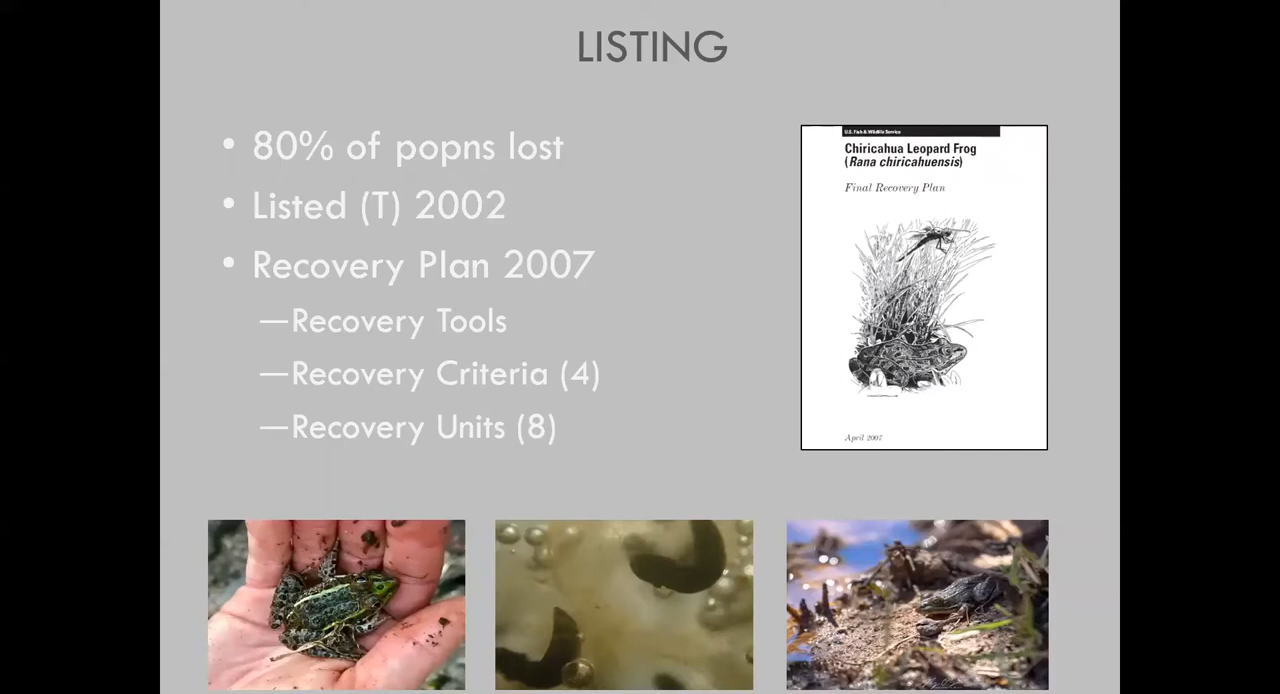 LISTING
• 80% of popns lost
• Listed (T) 2002
• Recovery Plan 2007
—Recovery Tools
—Recovery Criteria (4)
—Recovery Units (8)
U.S. Fish & Wildlife Service
Chiricahua Leopard Frog
(Rana chiricahuensis)
Final Recovery Plan
April 2007